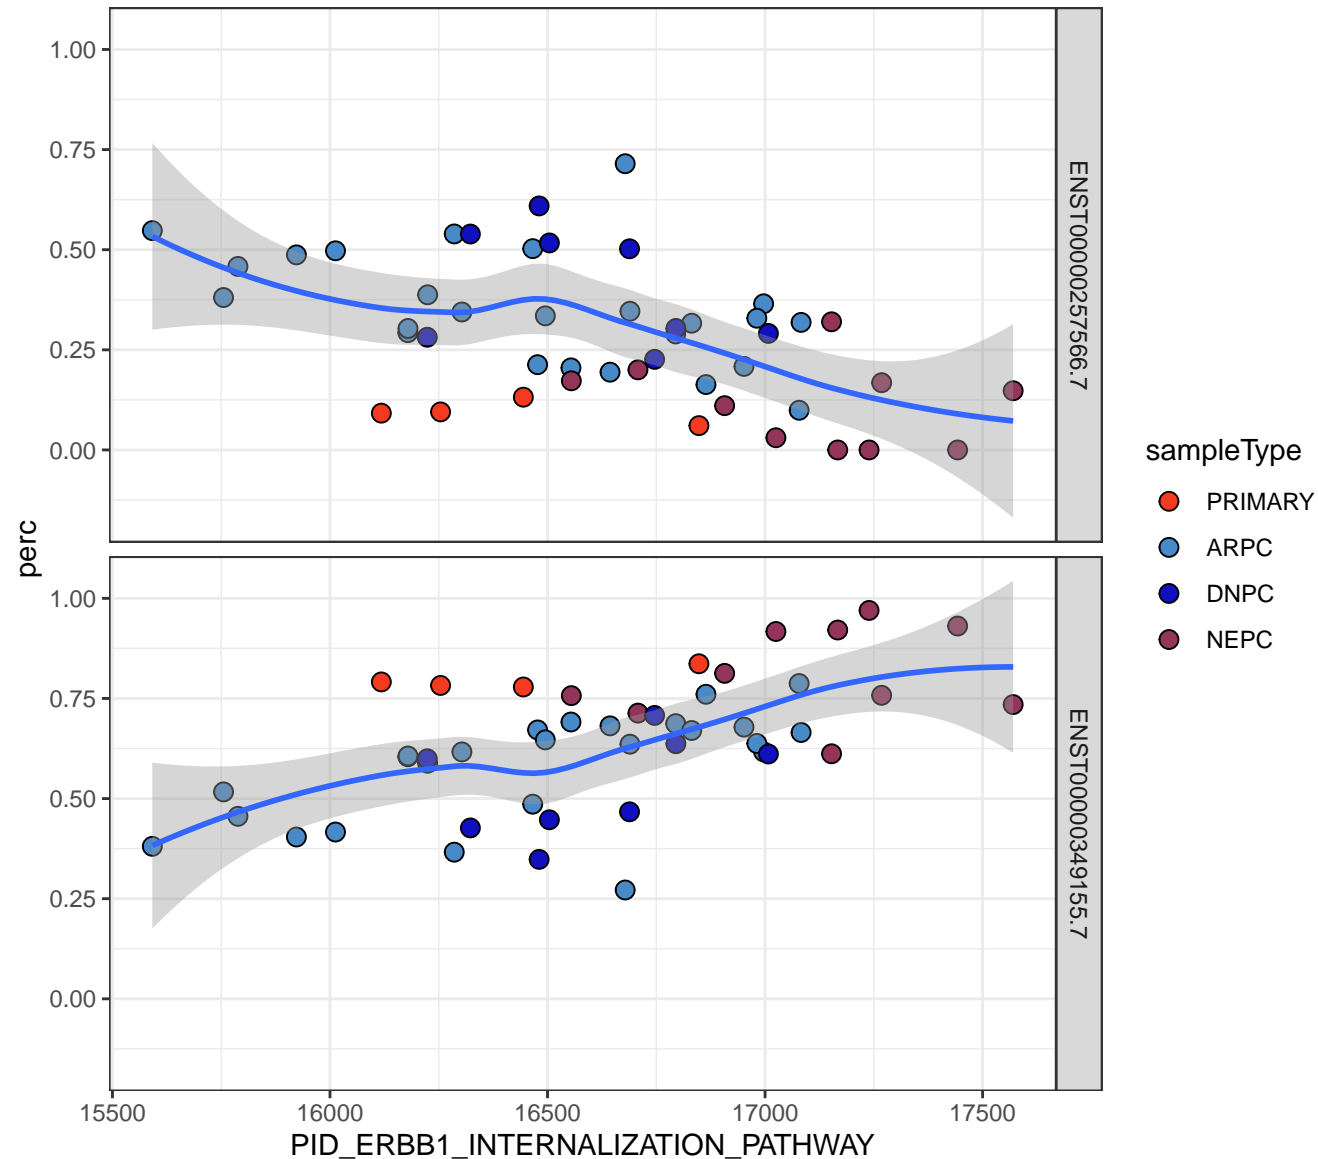 1.00
0.75
0.50
0.25
0.00
ENST00000257566.7
1.00
0.75
0.50
0.25
0.00
ENST00000349155.7
perc
15500 16000 16500 17000 17500
PID_ERBB1_INTERNALIZATION_PATHWAY
sampleType
PRIMARY
ARPC
DNPC
NEPC